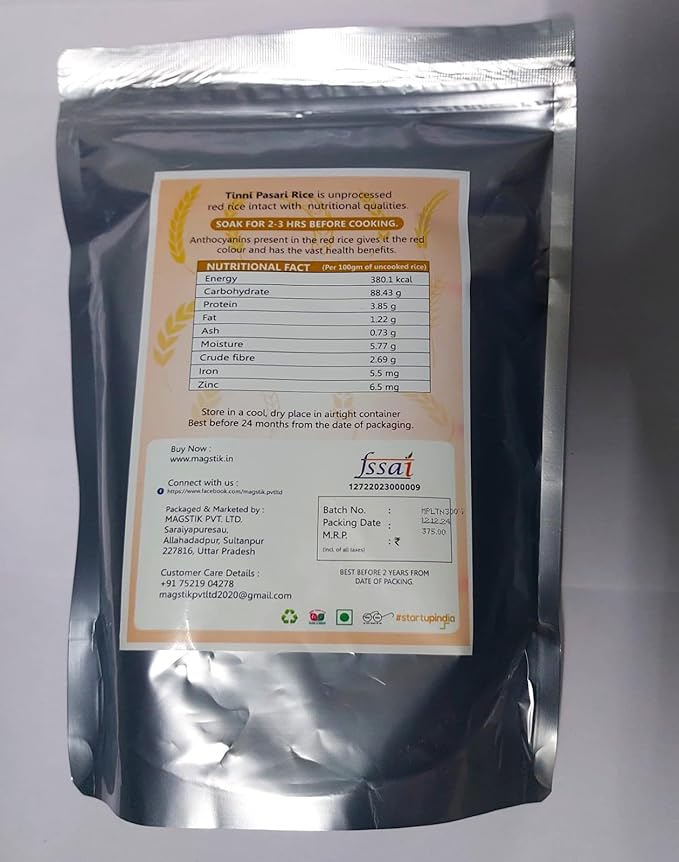 Tinni Pasari Rice is unprocessed
red rice intact with nutritional qualities.
SOAK FOR 2-3 HRS BEFORE COOKING.
Anthocyanins present in the red rice gives it the red
colour and has the vast health benefits.
NUTRITIONAL FACT (Per 100gm of uncooked rice)
Energy 380.1 kcal
Carbohydrate 88.43 g
Protein 3.85 g
Fat 1.22 g
Ash 0.73 g
Moisture 5.77 g
Crude fibre 2.69 g
Iron 5.5 mg
Zinc 6.5 mg
Store in a cool, dry place in airtight container
Best before 24 months from the date of packaging.
Buy Now :
www.magstik.in
Connect with us :
https://www.facebook.com/magstik.pvtltd
Packaged & Marketed by :
MAGSTIK PVT. LTD.
Saraiyapuresau,
Allahadadpur, Sultanpur
227816, Uttar Pradesh
Customer Care Details :
+91 75219 04278
magstikpvtltd2020@gmail.com
fssai
12722023000009
Batch No. :
Packing Date : 12.12.24
M.R.P. : ₹ 375.00
(incl. of all taxes)
BEST BEFORE 2 YEARS FROM
DATE OF PACKING.
#startupindia